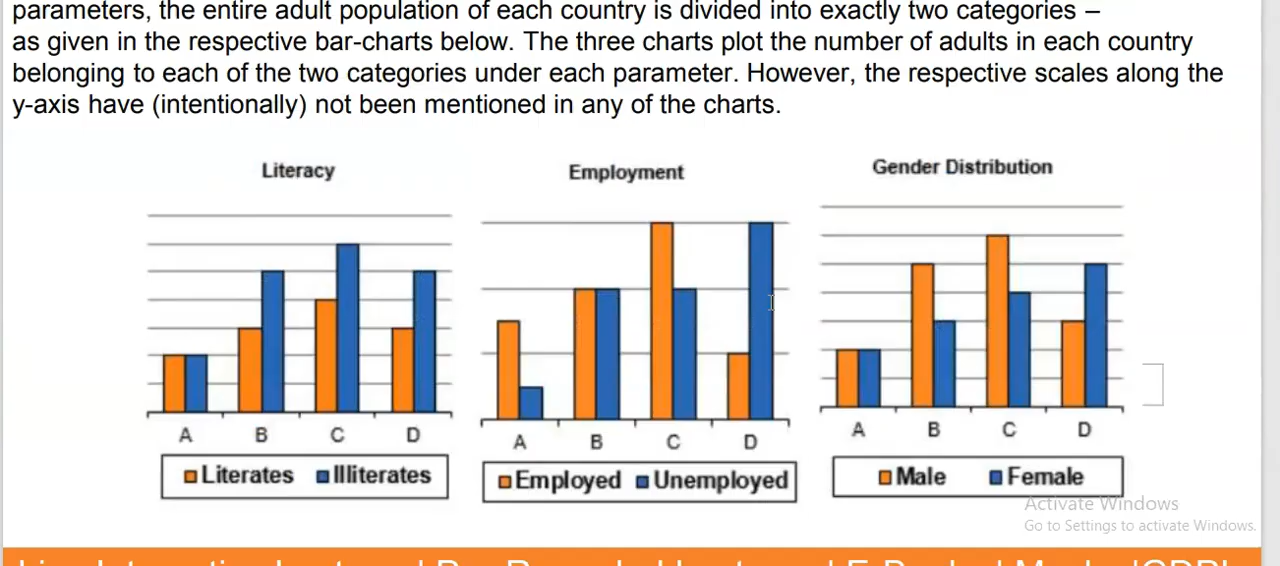 parameters, the entire adult population of each country is divided into exactly two categories –
as given in the respective bar-charts below. The three charts plot the number of adults in each country
belonging to each of the two categories under each parameter. However, the respective scales along the
y-axis have (intentionally) not been mentioned in any of the charts.
Literacy
Employment
Gender Distribution
A B C D
A B C D
A B C D
Literates Illiterates
Employed Unemployed
Male Female
Activate Windows
Go to Settings to activate Windows.